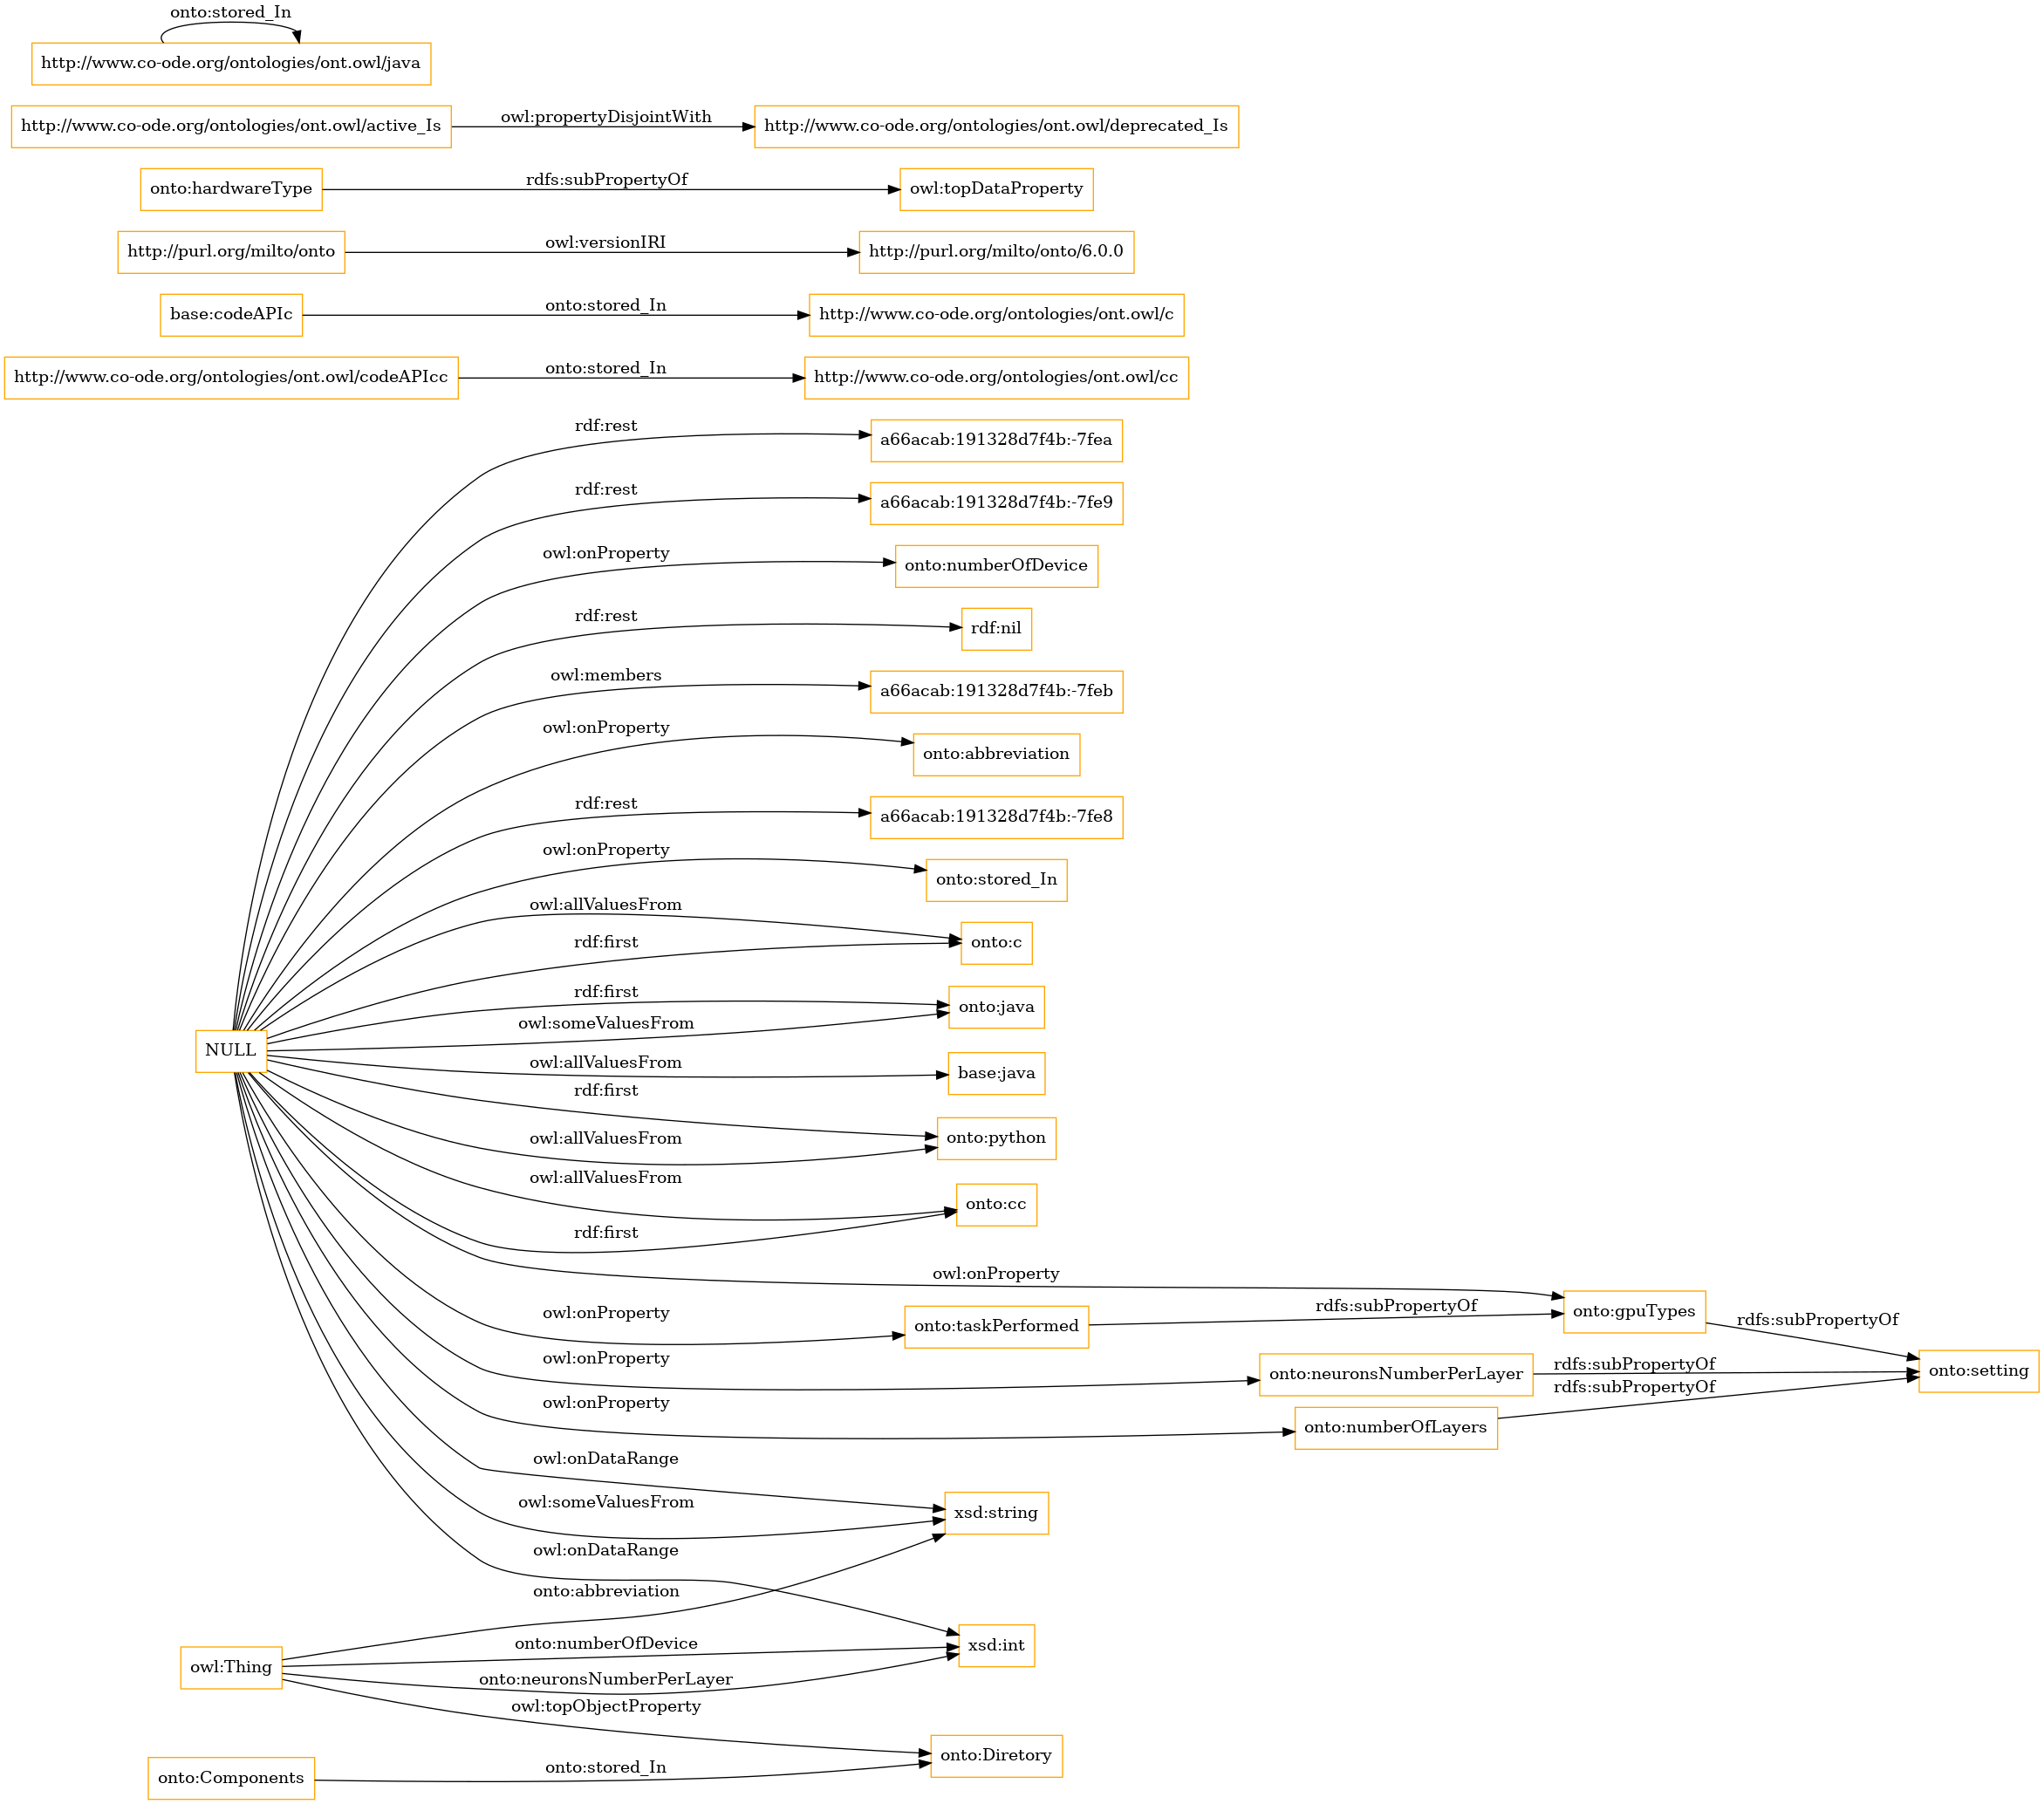 onto:stored_In
http://www.co-ode.org/ontologies/ont.owl/java
http://www.co-ode.org/ontologies/ont.owl/active_Is
owl:propertyDisjointWith
http://www.co-ode.org/ontologies/ont.owl/deprecated_Is
onto:hardwareType
rdfs:subPropertyOf
owl:topDataProperty
http://purl.org/milto/onto
owl:versionIRI
http://purl.org/milto/onto/6.0.0
base:codeAPIc
onto:stored_In
http://www.co-ode.org/ontologies/ont.owl/c
http://www.co-ode.org/ontologies/ont.owl/codeAPIcc
onto:stored_In
http://www.co-ode.org/ontologies/ont.owl/cc
rdf:rest
a66acab:191328d7f4b:-7fea
rdf:rest
a66acab:191328d7f4b:-7fe9
owl:onProperty
onto:numberOfDevice
rdf:rest
rdf:nil
owl:members
a66acab:191328d7f4b:-7feb
owl:onProperty
onto:abbreviation
rdf:rest
a66acab:191328d7f4b:-7fe8
owl:onProperty
onto:stored_In
owl:allValuesFrom
rdf:first
onto:c
rdf:first
onto:java
owl:someValuesFrom
NULL
owl:allValuesFrom
base:java
rdf:first
onto:python
owl:allValuesFrom
owl:allValuesFrom
onto:cc
rdf:first
owl:onProperty
onto:gpuTypes
owl:onProperty
onto:taskPerformed
rdfs:subPropertyOf
rdfs:subPropertyOf
owl:onProperty
onto:neuronsNumberPerLayer
rdfs:subPropertyOf
onto:setting
owl:onProperty
onto:numberOfLayers
rdfs:subPropertyOf
owl:onDataRange
owl:someValuesFrom
xsd:string
owl:onDataRange
onto:abbreviation
owl:Thing
onto:numberOfDevice
xsd:int
onto:neuronsNumberPerLayer
owl:topObjectProperty
onto:Diretory
onto:Components
onto:stored_In